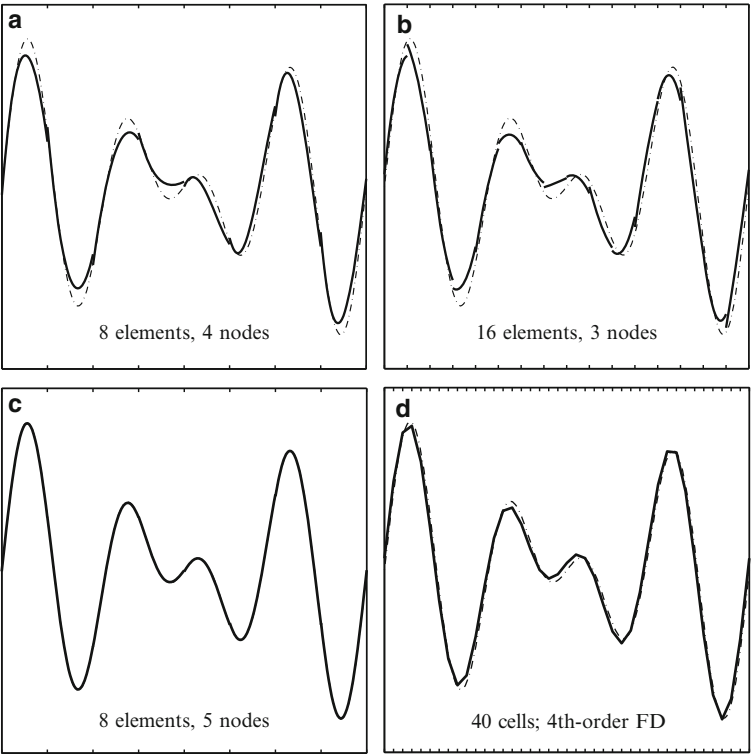 a
8 elements, 4 nodes
b
16 elements, 3 nodes
c
8 elements, 5 nodes
d
40 cells; 4th-order FD